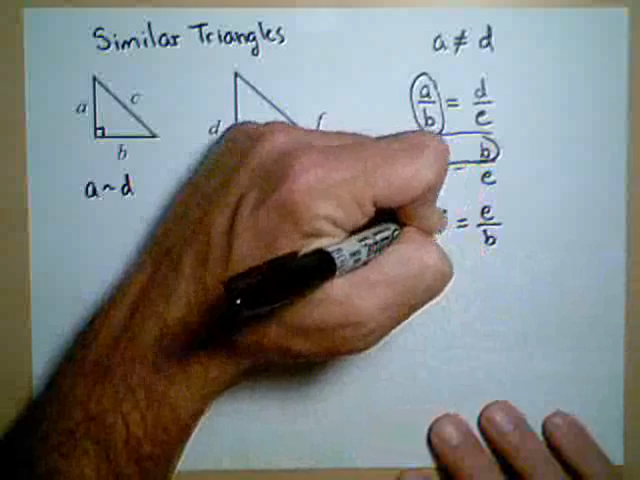 Similar Triangles
a ≠ d
a/b = d/e
a
c
b
d
f
b
e
= e/b
a~d